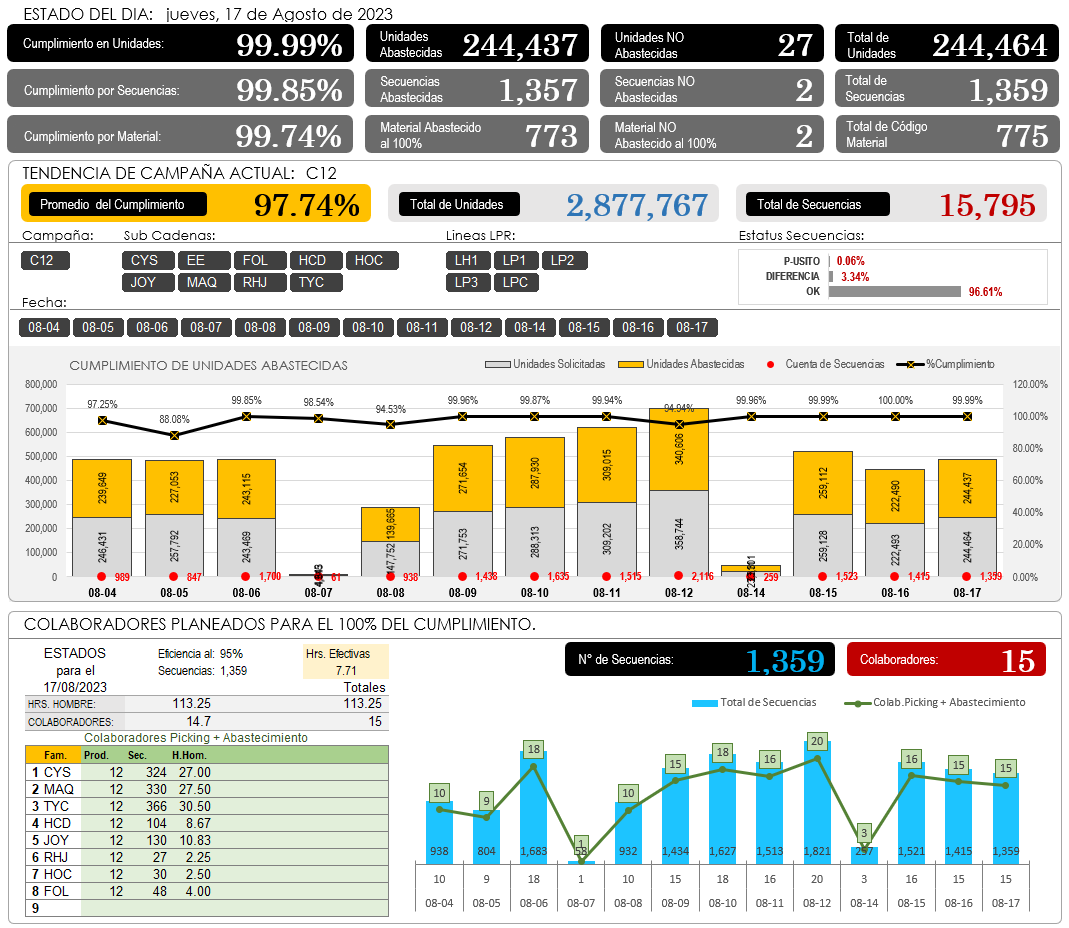 ESTADO DEL DIA: jueves, 17 de Agosto de 2023
Cumplimiento en Unidades: 99.99%
Unidades Abastecidas 244,437
Unidades NO Abastecidas 27
Total de Unidades 244,464
Cumplimiento por Secuencias: 99.85%
Secuencias Abastecidas 1,357
Secuencias NO Abastecidas 2
Total de Secuencias 1,359
Cumplimiento por Material: 99.74%
Material Abastecido al 100% 773
Material NO Abastecido al 100% 2
Total de Código Material 775
TENDENCIA DE CAMPAÑA ACTUAL: C12
Promedio del Cumplimiento 97.74%
Total de Unidades 2,877,767
Total de Secuencias 15,795
Campaña:
C12
Sub Cadenas:
CYS EE FOL HCD HOC
JOY MAQ RHJ TYC
Lineas LPR:
LH1 LP1 LP2
LP3 LPC
Estatus Secuencias:
P-USITO 0.06%
DIFERENCIA 3.34%
OK 96.61%
Fecha:
08-04 08-05 08-06 08-07 08-08 08-09 08-10 08-11 08-12 08-14 08-15 08-16 08-17
CUMPLIMIENTO DE UNIDADES ABASTECIDAS
Unidades Solicitadas Unidades Abastecidas Cuenta de Secuencias %Cumplimiento
800,000 120.00%
700,000 100.00%
600,000 80.00%
500,000 60.00%
400,000
300,000 40.00%
200,000
100,000 20.00%
0 0.00%
97.25% 88.08% 99.85% 98.54% 94.53% 99.96% 99.87% 99.94% 94.94% 99.96% 99.99% 100.00% 99.99%
239,649 227,053 243,115 139,665 271,654 287,930 309,015 340,606 259,112 222,490 244,437
246,431 257,792 243,469 147,752 271,753 288,313 309,202 358,744 259,128 222,493 244,464
989 847 1,700 61 938 1,438 1,635 1,515 2,116 259 1,523 1,415 1,359
08-04 08-05 08-06 08-07 08-08 08-09 08-10 08-11 08-12 08-14 08-15 08-16 08-17
COLABORADORES PLANEADOS PARA EL 100% DEL CUMPLIMIENTO.
ESTADOS
para el
17/08/2023
Eficiencia al: 95%
Secuencias: 1,359
Hrs. Efectivas
7.71
Totales
HRS. HOMBRE: 113.25 113.25
COLABORADORES: 14.7 15
Colaboradores Picking + Abastecimiento
Fam. Prod. Sec. H.Hom.
1 CYS 12 324 27.00
2 MAQ 12 330 27.50
3 TYC 12 366 30.50
4 HCD 12 104 8.67
5 JOY 12 130 10.83
6 RHJ 12 27 2.25
7 HOC 12 30 2.50
8 FOL 12 48 4.00
9
N° de Secuencias: 1,359
Colaboradores: 15
Total de Secuencias Colab.Picking + Abastecimiento
10 9 18 1 10 15 18 16 20 3 16 15 15
938 804 1,683 58 932 1,434 1,627 1,513 1,821 257 1,521 1,415 1,359
10 9 18 1 10 15 18 16 20 3 16 15 15
08-04 08-05 08-06 08-07 08-08 08-09 08-10 08-11 08-12 08-14 08-15 08-16 08-17